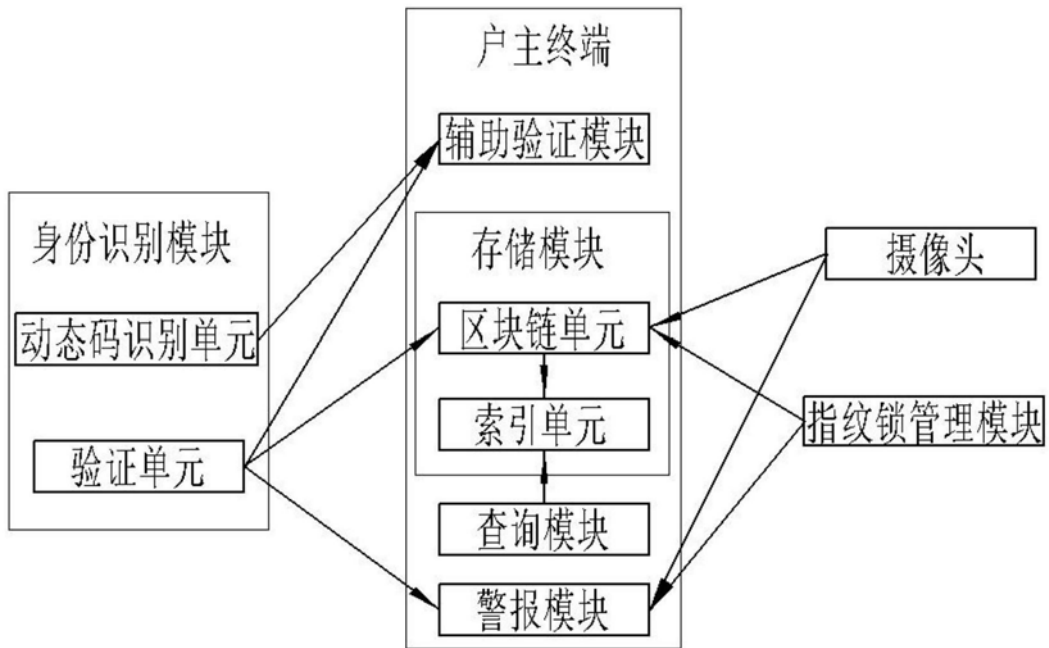 户主终端
辅助验证模块
身份识别模块
动态码识别单元
验证单元
存储模块
区块链单元
索引单元
查询模块
警报模块
摄像头
指纹锁管理模块